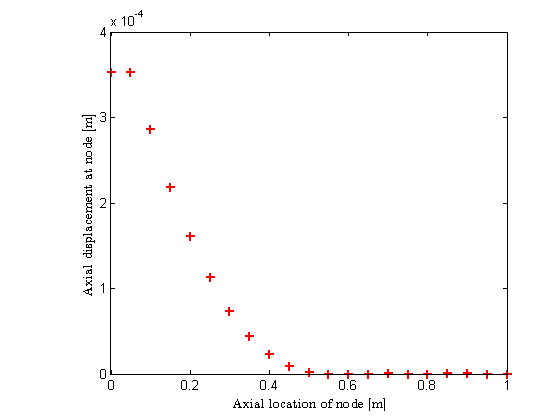 x 10⁻⁴
4
3
2
1
0
0 0.2 0.4 0.6 0.8 1
Axial displacement at node [m]
Axial location of node [m]